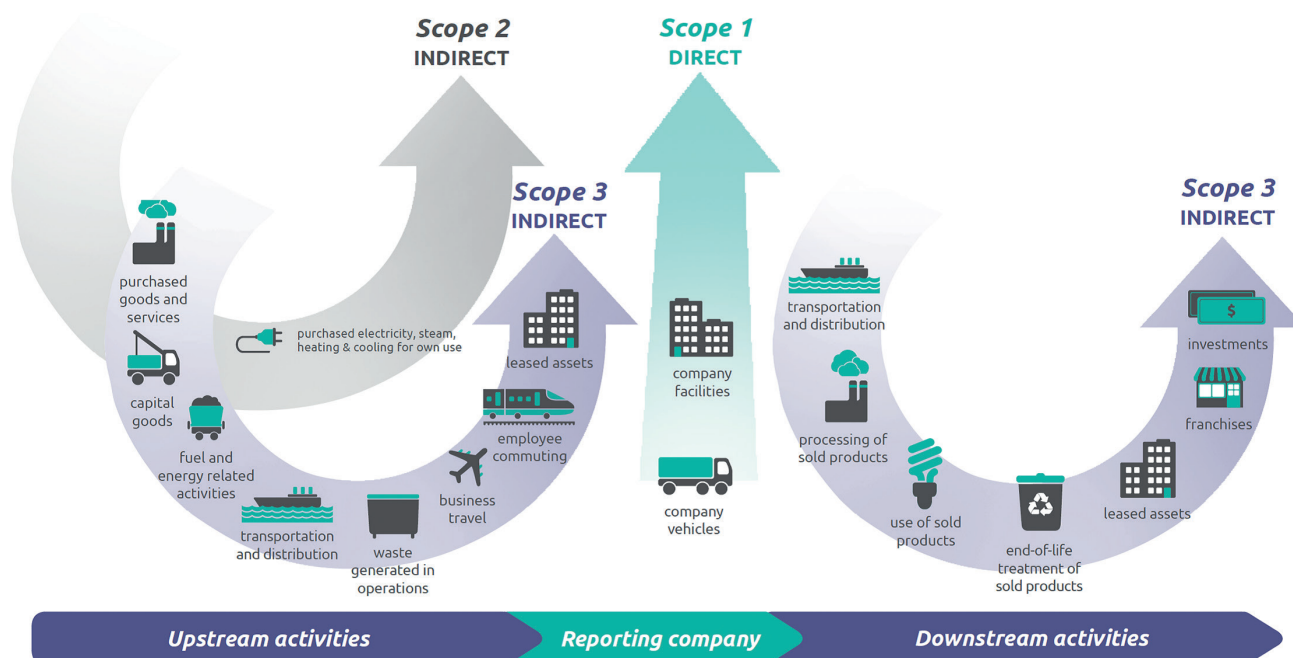 Scope 2
INDIRECT
Scope 1
DIRECT
Scope 3
INDIRECT
Scope 3
INDIRECT
purchased
goods and
services
capital
goods
fuel and
energy related
activities
purchased electricity, steam,
heating & cooling for own use
transportation
and distribution
waste
generated in
operations
business
travel
employee
commuting
leased assets
company
facilities
company
vehicles
transportation
and distribution
processing of
sold products
use of sold
products
end-of-life
treatment of
sold products
leased assets
franchises
$
investments
Upstream activities
Reporting company
Downstream activities